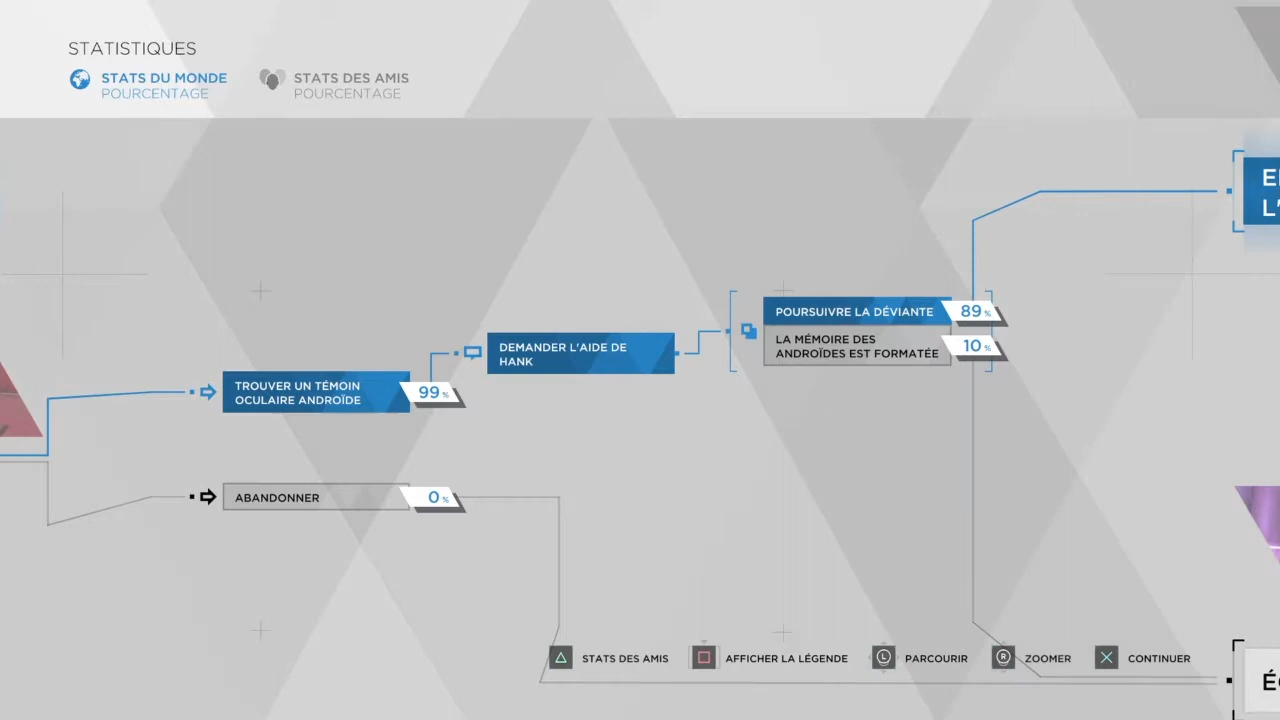 STATISTIQUES
STATS DU MONDE
POURCENTAGE
STATS DES AMIS
POURCENTAGE
POURSUIVRE LA DÉVIANTE
89%
LA MÉMOIRE DES
ANDROÏDES EST FORMATÉE
10%
DEMANDER L'AIDE DE
HANK
TROUVER UN TÉMOIN
OCULAIRE ANDROÏDE
99%
ABANDONNER
0%
STATS DES AMIS
AFFICHER LA LÉGENDE
L
PARCOURIR
R
ZOOMER
CONTINUER